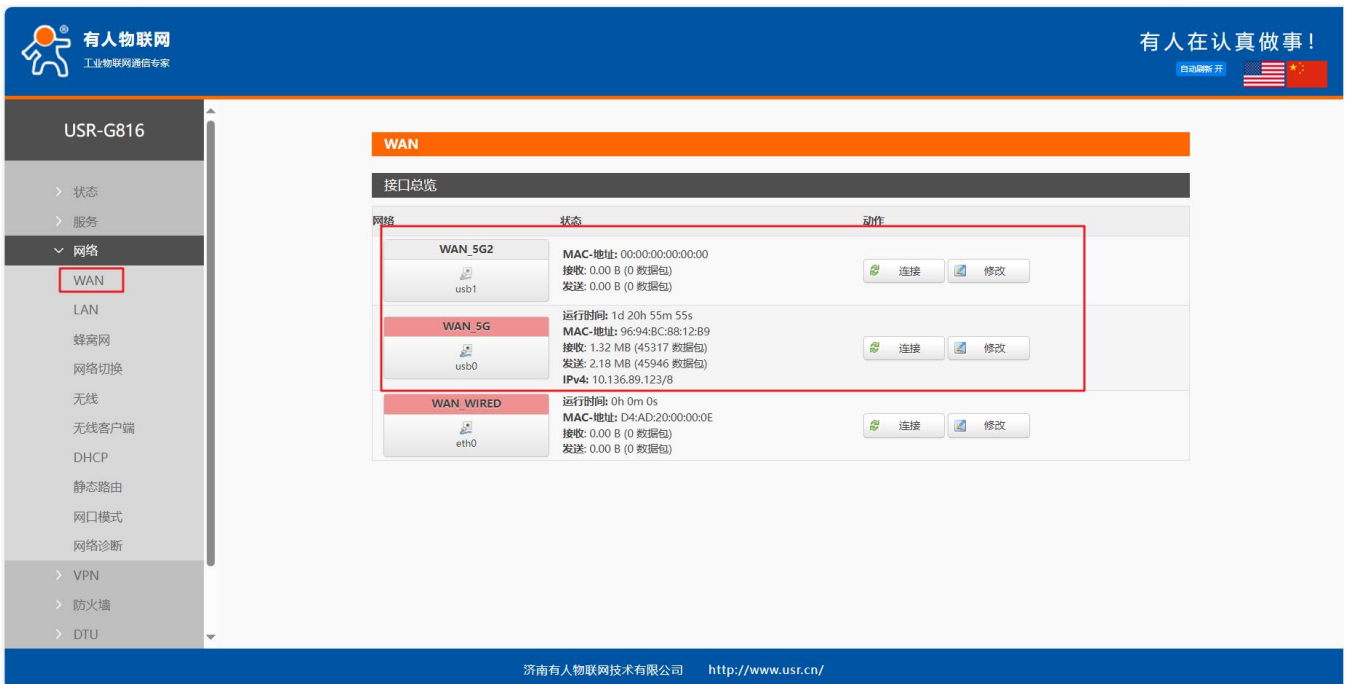 有人物联网
工业物联网通信专家
有人在认真做事!
自动刷新 开
USR-G816
状态
服务
网络
WAN
LAN
蜂窝网
网络切换
无线
无线客户端
DHCP
静态路由
网口模式
网络诊断
VPN
防火墙
DTU
WAN
接口总览
网络 状态 动作
WAN_5G2
usb1
MAC-地址: 00:00:00:00:00:00
接收: 0.00 B (0 数据包)
发送: 0.00 B (0 数据包)
连接 修改
WAN_5G
usb0
运行时间: 1d 20h 55m 55s
MAC-地址: 96:94:BC:88:12:B9
接收: 1.32 MB (45317 数据包)
发送: 2.18 MB (45946 数据包)
IPv4: 10.136.89.123/8
连接 修改
WAN_WIRED
eth0
运行时间: 0h 0m 0s
MAC-地址: D4:AD:20:00:00:0E
接收: 0.00 B (0 数据包)
发送: 0.00 B (0 数据包)
连接 修改
济南有人物联网技术有限公司 http://www.usr.cn/